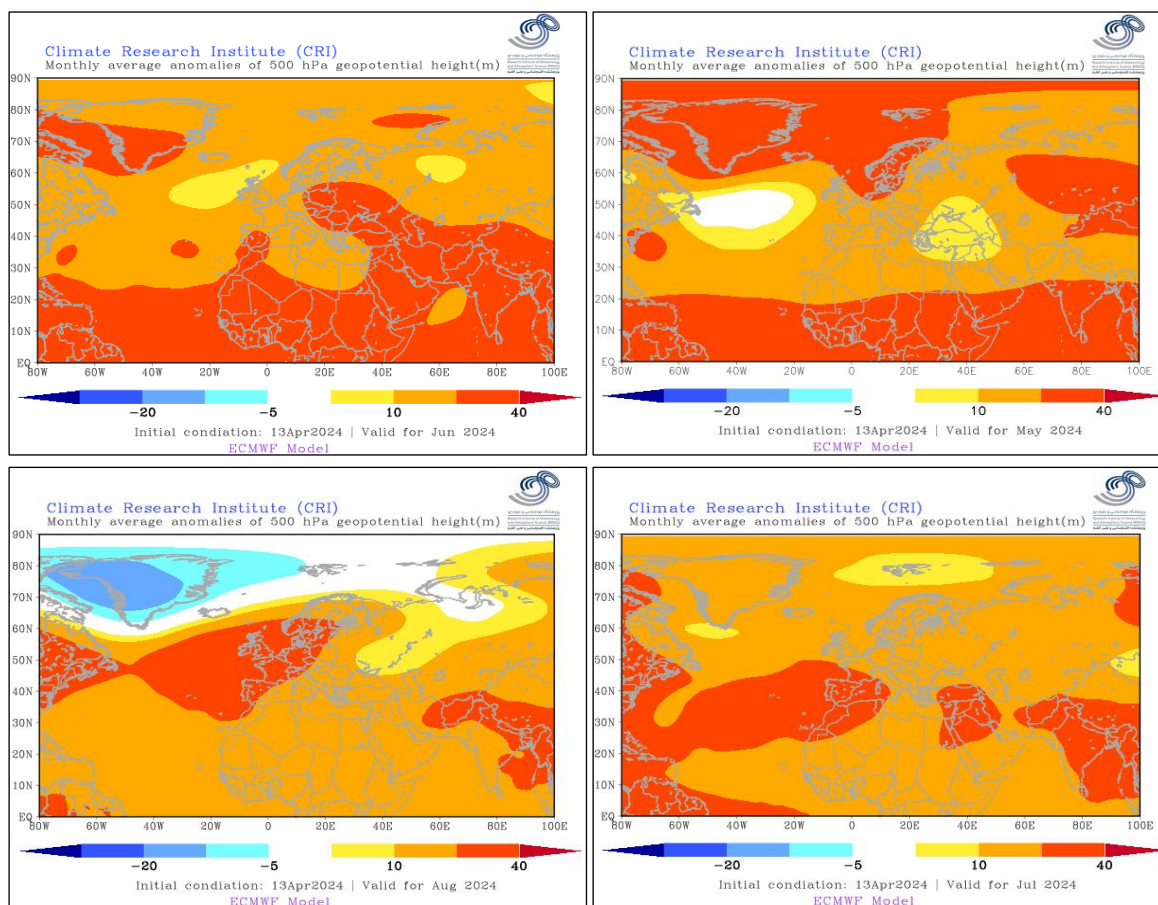 Climate Research Institute (CRI)
Monthly average anomalies of 500 hPa geopotential height(m)
90N
80N
70N
60N
50N
40N
30N
20N
10N
EQ
80W 60W 40W 20W 0 20E 40E 60E 80E 100E
-20 -5 10 40
Initial condiation: 13Apr2024 | Valid for Jun 2024
ECMWF Model
Climate Research Institute (CRI)
Monthly average anomalies of 500 hPa geopotential height(m)
90N
80N
70N
60N
50N
40N
30N
20N
10N
EQ
80W 60W 40W 20W 0 20E 40E 60E 80E 100E
-20 -5 10 40
Initial condiation: 13Apr2024 | Valid for May 2024
ECMWF Model
Climate Research Institute (CRI)
Monthly average anomalies of 500 hPa geopotential height(m)
90N
80N
70N
60N
50N
40N
30N
20N
10N
EQ
80W 60W 40W 20W 0 20E 40E 60E 80E 100E
-20 -5 10 40
Initial condiation: 13Apr2024 | Valid for Aug 2024
ECMWF Model
Climate Research Institute (CRI)
Monthly average anomalies of 500 hPa geopotential height(m)
90N
80N
70N
60N
50N
40N
30N
20N
10N
EQ
80W 60W 40W 20W 0 20E 40E 60E 80E 100E
-20 -5 10 40
Initial condiation: 13Apr2024 | Valid for Jul 2024
ECMWF Model